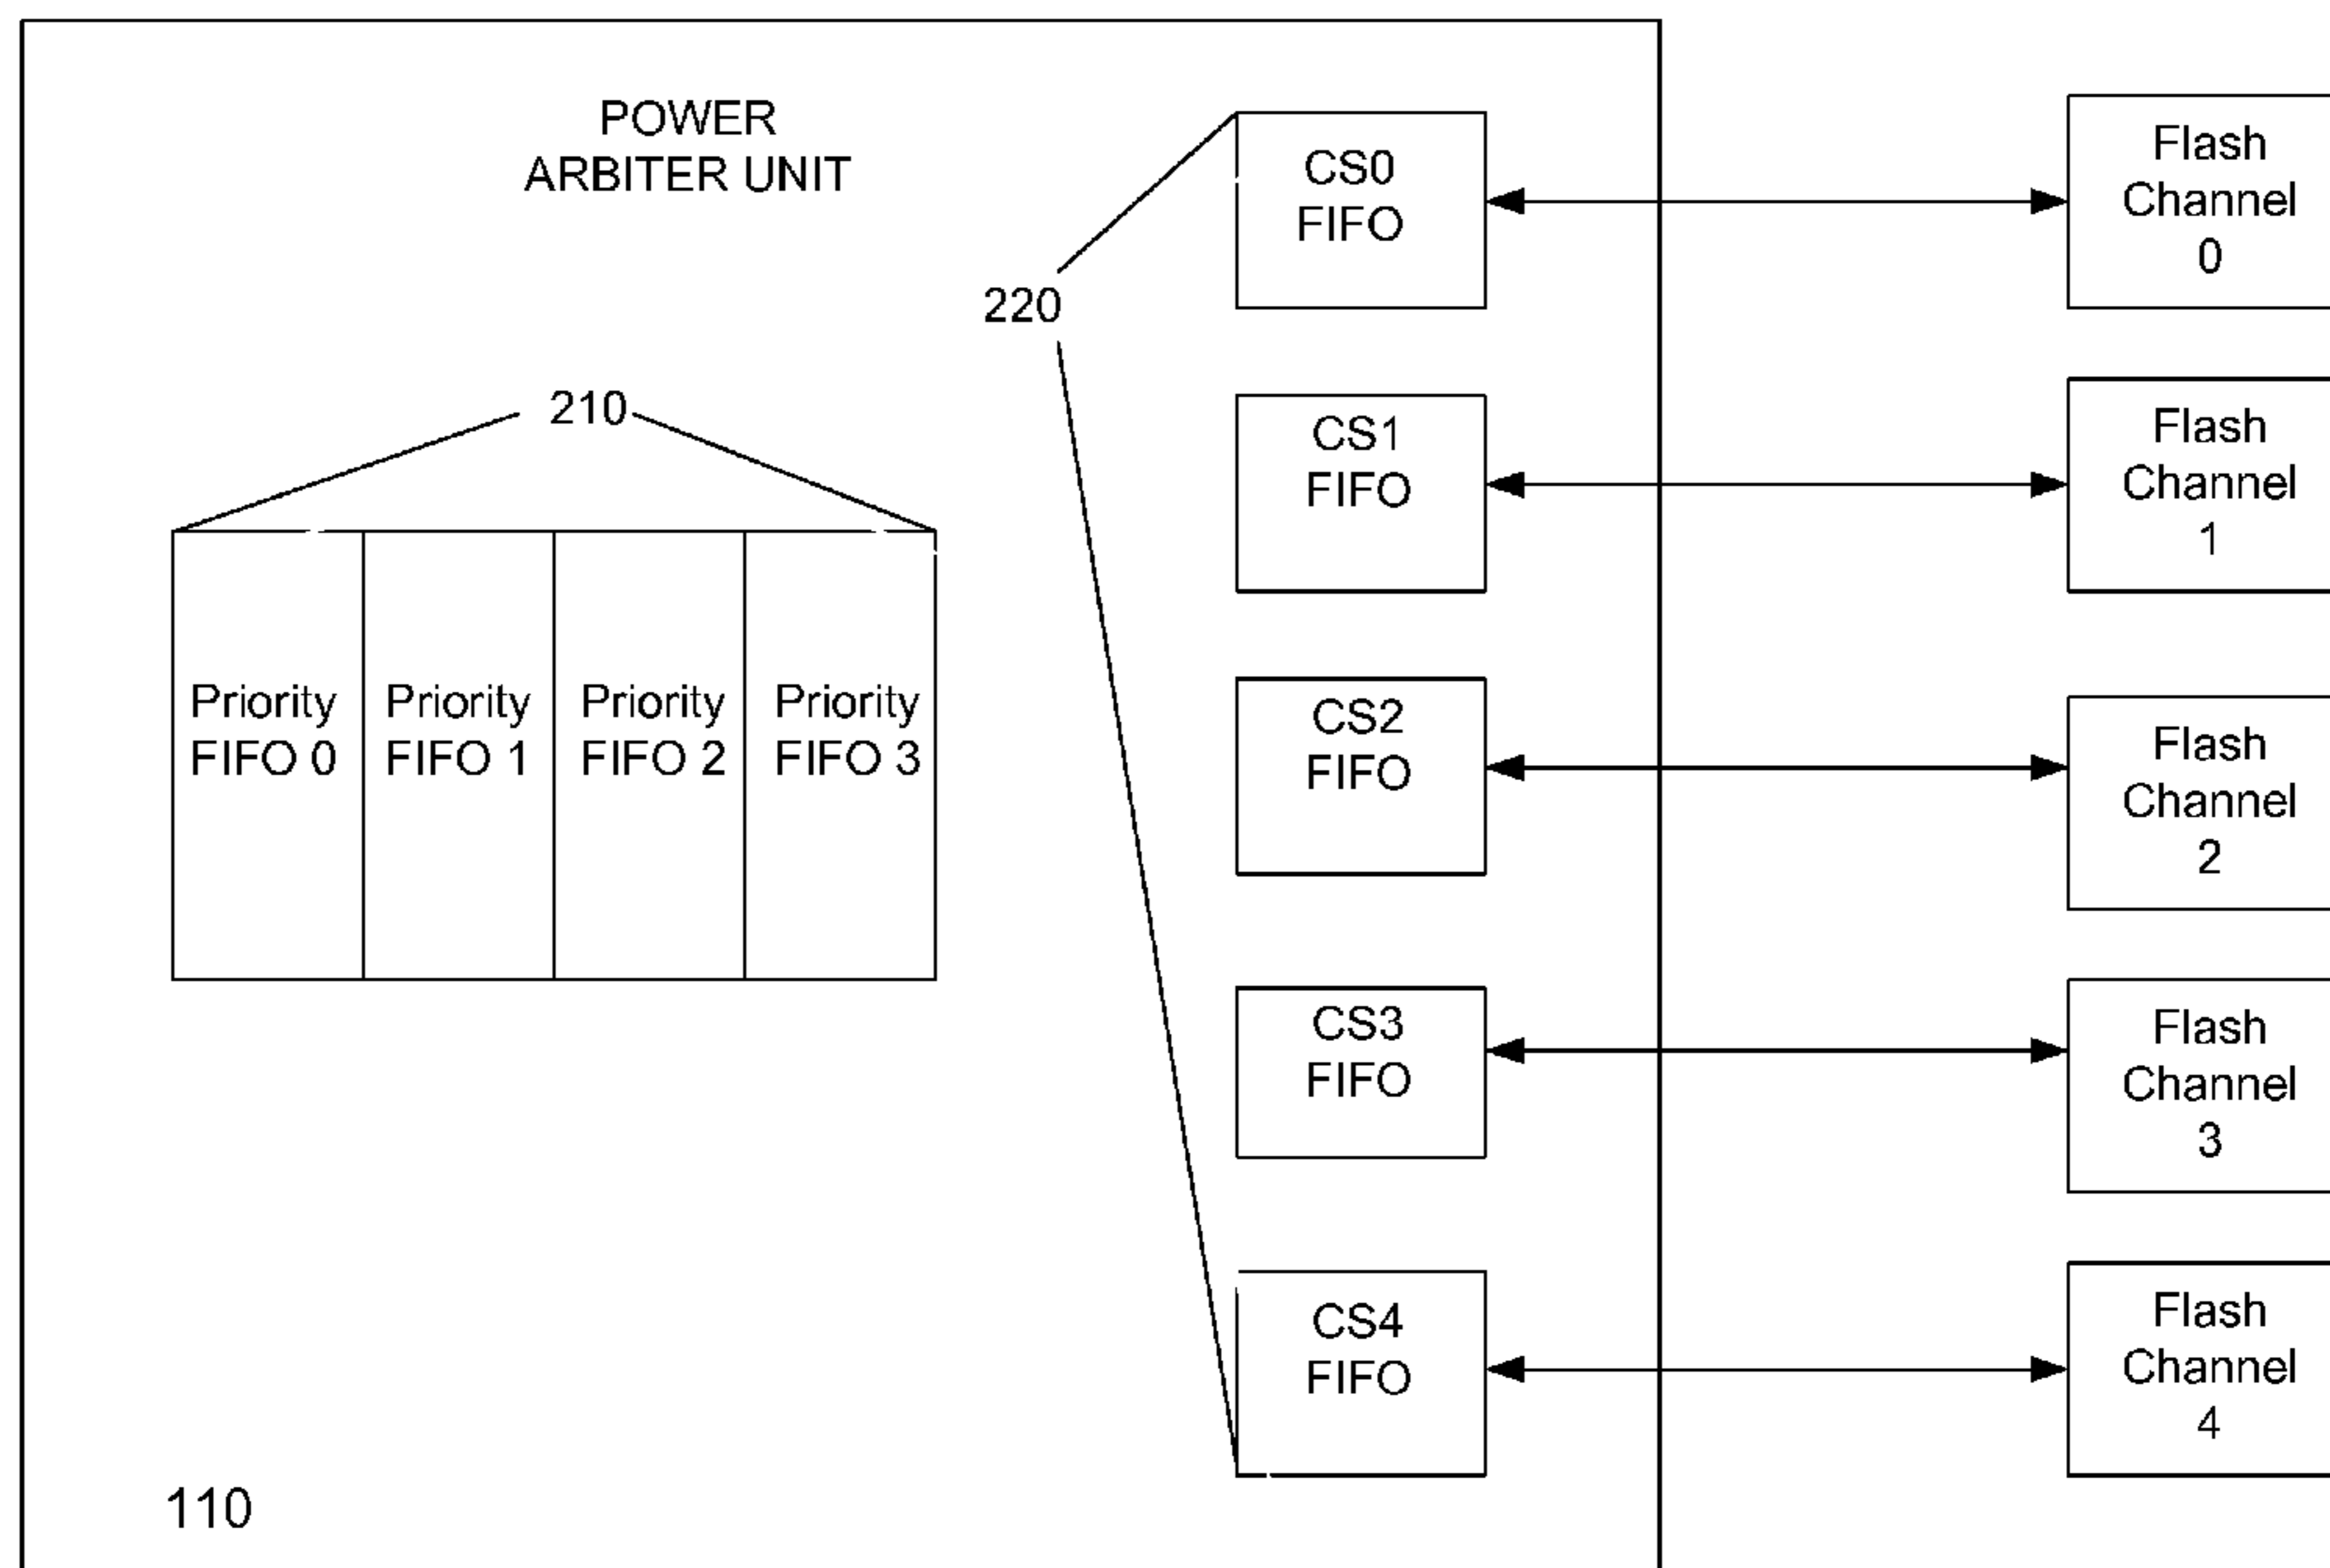 POWER
ARBITER UNIT
CS0
FIFO
Flash
Channel
0
220
210
CS1
FIFO
Flash
Channel
1
Priority
FIFO 0
Priority
FIFO 1
Priority
FIFO 2
Priority
FIFO 3
CS2
FIFO
Flash
Channel
2
CS3
FIFO
Flash
Channel
3
CS4
FIFO
Flash
Channel
4
110